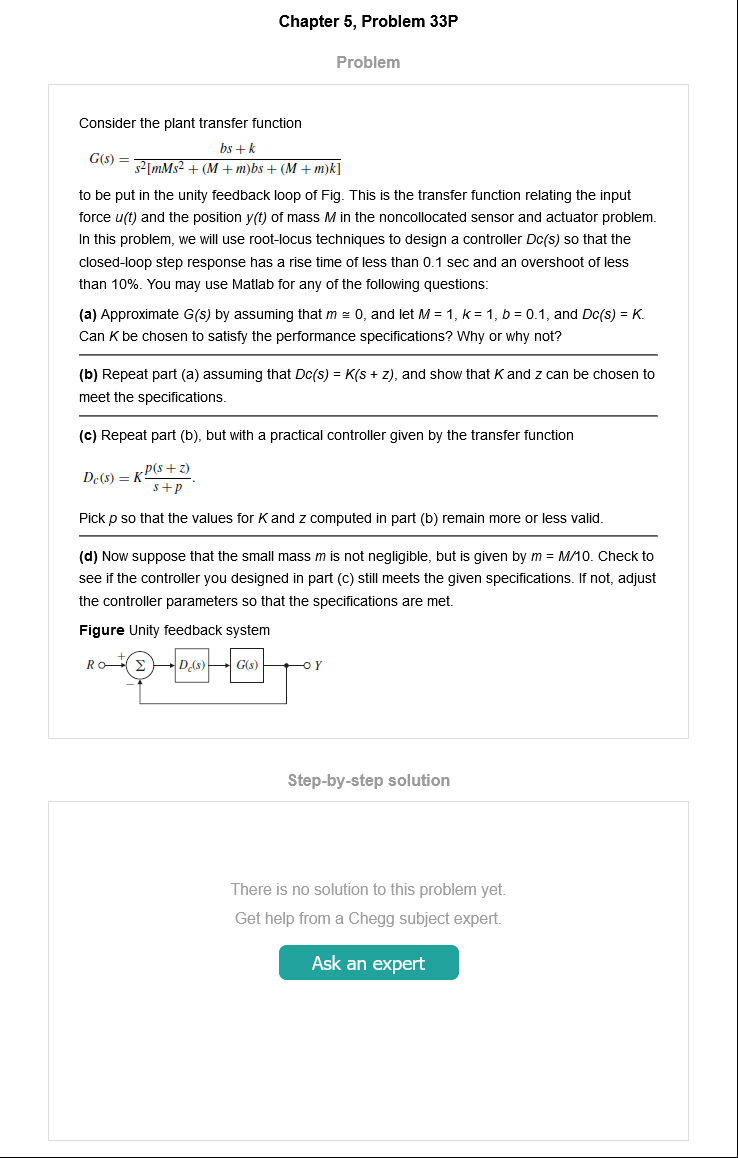 Chapter 5, Problem 33P
Problem
Consider the plant transfer function
G(s) = bs + k / s²[mMs² + (M + m)bs + (M + m)k]
to be put in the unity feedback loop of Fig. This is the transfer function relating the input
force u(t) and the position y(t) of mass M in the noncollocated sensor and actuator problem.
In this problem, we will use root-locus techniques to design a controller Dc(s) so that the
closed-loop step response has a rise time of less than 0.1 sec and an overshoot of less
than 10%. You may use Matlab for any of the following questions:
(a) Approximate G(s) by assuming that m ≅ 0, and let M = 1, k = 1, b = 0.1, and Dc(s) = K.
Can K be chosen to satisfy the performance specifications? Why or why not?
(b) Repeat part (a) assuming that Dc(s) = K(s + z), and show that K and z can be chosen to
meet the specifications.
(c) Repeat part (b), but with a practical controller given by the transfer function
Dc(s) = K p(s + z) / s + p.
Pick p so that the values for K and z computed in part (b) remain more or less valid.
(d) Now suppose that the small mass m is not negligible, but is given by m = M/10. Check to
see if the controller you designed in part (c) still meets the given specifications. If not, adjust
the controller parameters so that the specifications are met.
Figure Unity feedback system
R + Σ − Dc(s) G(s) Y
Step-by-step solution
There is no solution to this problem yet.
Get help from a Chegg subject expert.
Ask an expert